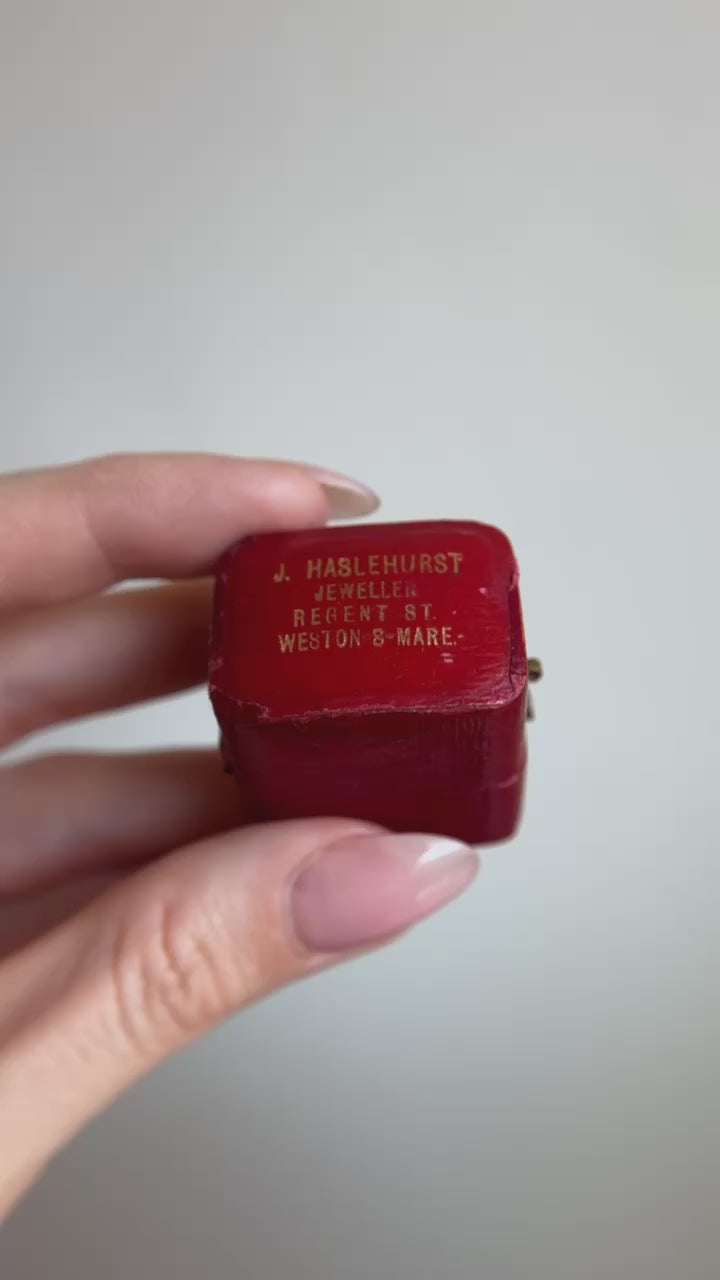 J. HASLEHURST
JEWELLER
REGENT ST.
WESTON-S-MARE.